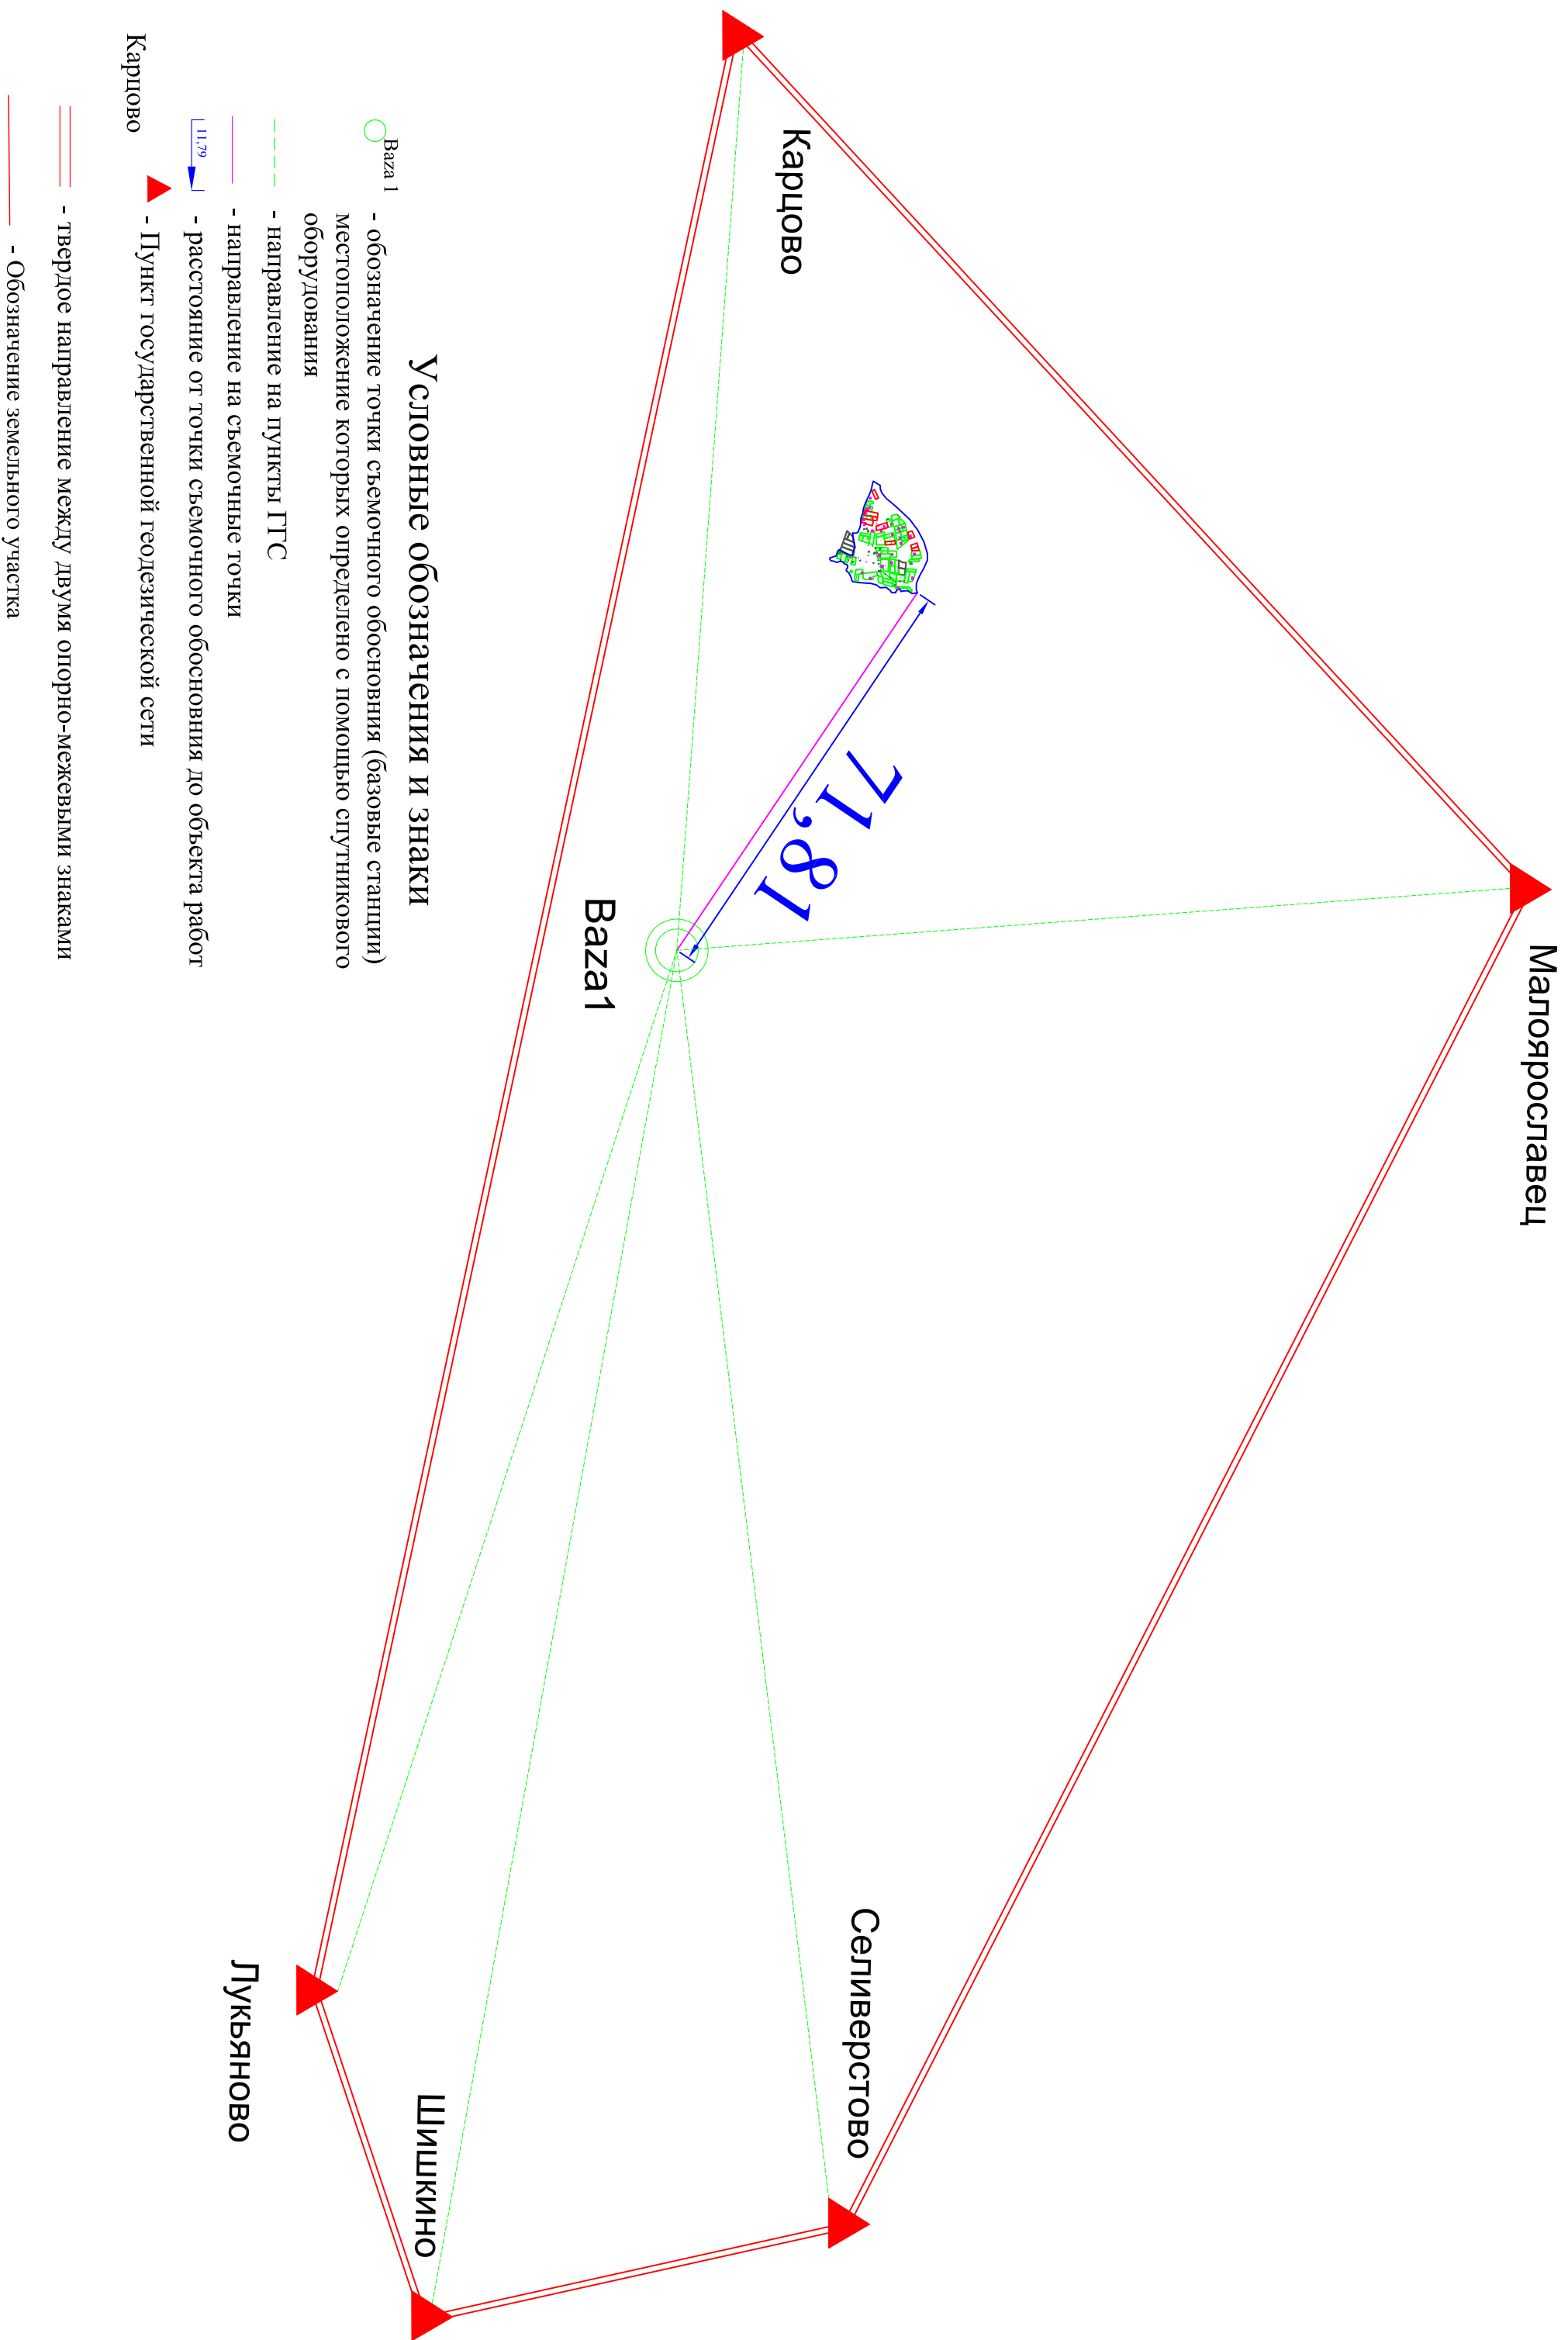 Малоярославец
Карцово
71,81
Селиверстово
Baza1
Шишкино
Лукьяново
Условные обозначения и знаки
Baza 1
- обозначение точки съемочного обосновния (базовые станции)
местоположение которых определено с помощью спутникового
оборудования
- направление на пункты ГГС
- направление на съемочные точки
11,79
- расстояние от точки съемочного обосновния до объекта работ
Карцово
- Пункт государственной геодезической сети
- твердое направление между двумя опорно-межевыми знаками
- Обозначение земельного участка